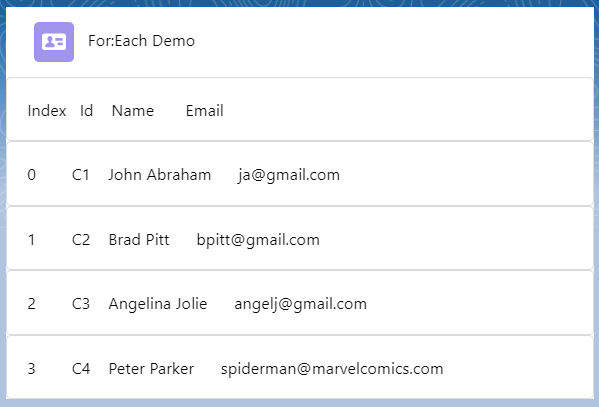 For:Each Demo
Index Id Name Email
0 C1 John Abraham ja@gmail.com
1 C2 Brad Pitt bpitt@gmail.com
2 C3 Angelina Jolie angelj@gmail.com
3 C4 Peter Parker spiderman@marvelcomics.com